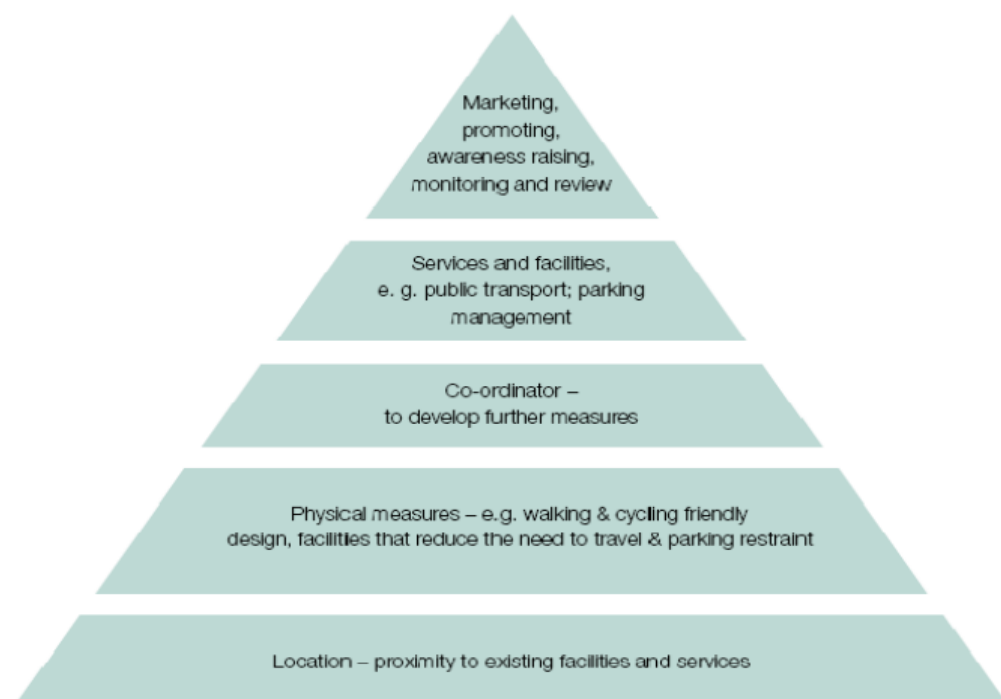 Marketing,
promoting,
awareness raising,
monitoring and review
Services and facilities,
e. g. public transport; parking
management
Co-ordinator –
to develop further measures
Physical measures – e.g. walking & cycling friendly
design, facilities that reduce the need to travel & parking restraint
Location – proximity to existing facilities and services